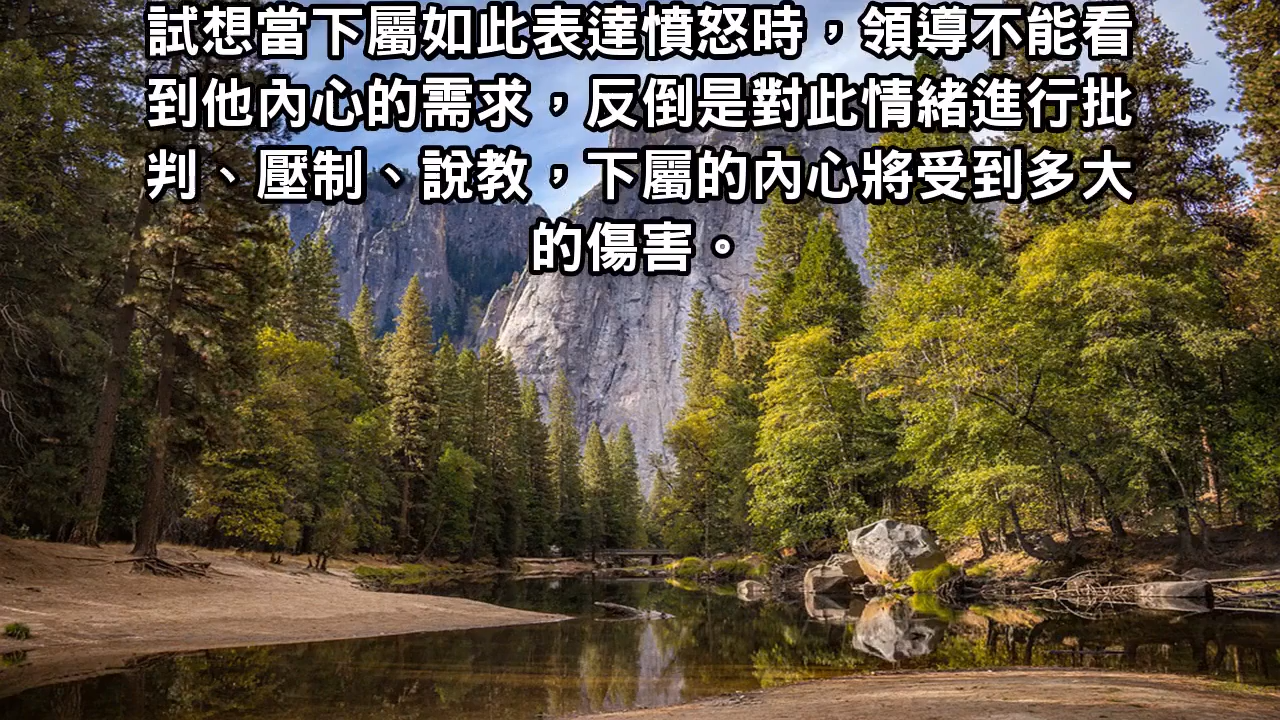 試想當下屬如此表達憤怒時，領導不能看
到他內心的需求，反倒是對此情緒進行批
判、壓制、說教，下屬的內心將受到多大
的傷害。